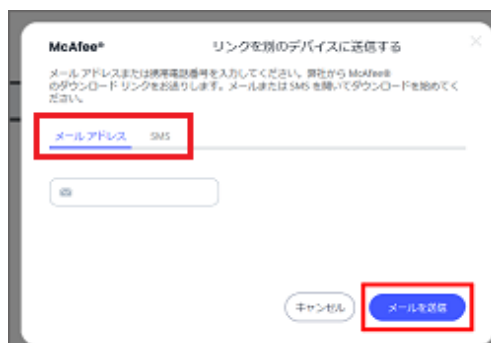 McAfee® リンクを別のデバイスに送信する
メール アドレスまたは携帯電話番号を入力してください。弊社から McAfee®
のダウンロード リンクをお送りします。メールまたは SMS を開いてダウンロードを始めてく
ださい。
メール アドレス SMS
キャンセル メールを送信